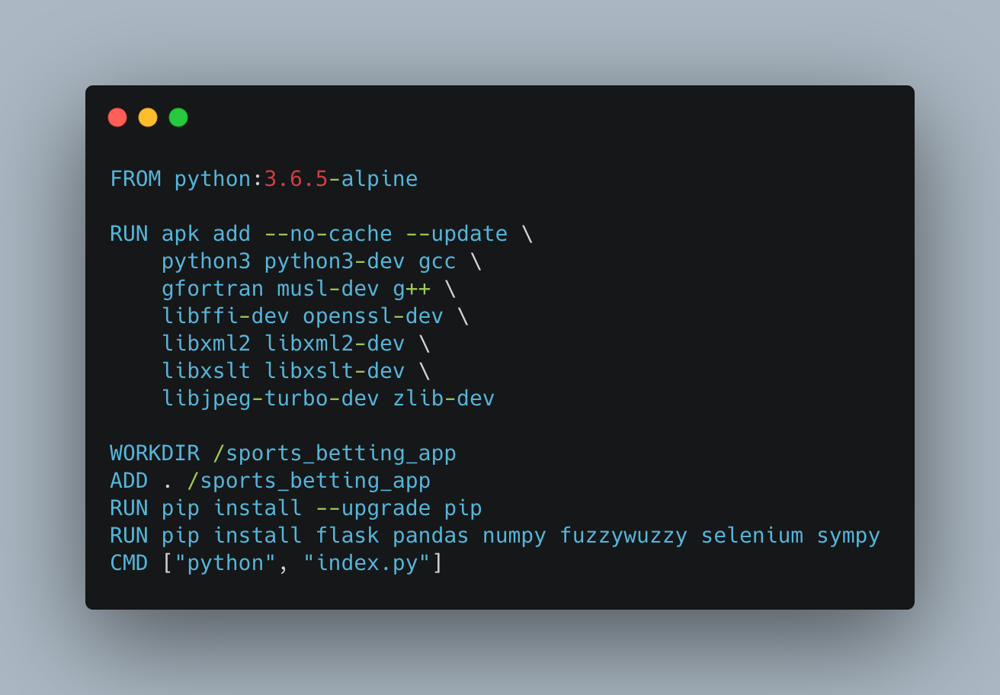 FROM python:3.6.5-alpine
RUN apk add --no-cache --update \
python3 python3-dev gcc \
gfortran musl-dev g++ \
libffi-dev openssl-dev \
libxml2 libxml2-dev \
libxslt libxslt-dev \
libjpeg-turbo-dev zlib-dev
WORKDIR /sports_betting_app
ADD . /sports_betting_app
RUN pip install --upgrade pip
RUN pip install flask pandas numpy fuzzywuzzy selenium sympy
CMD ["python", "index.py"]